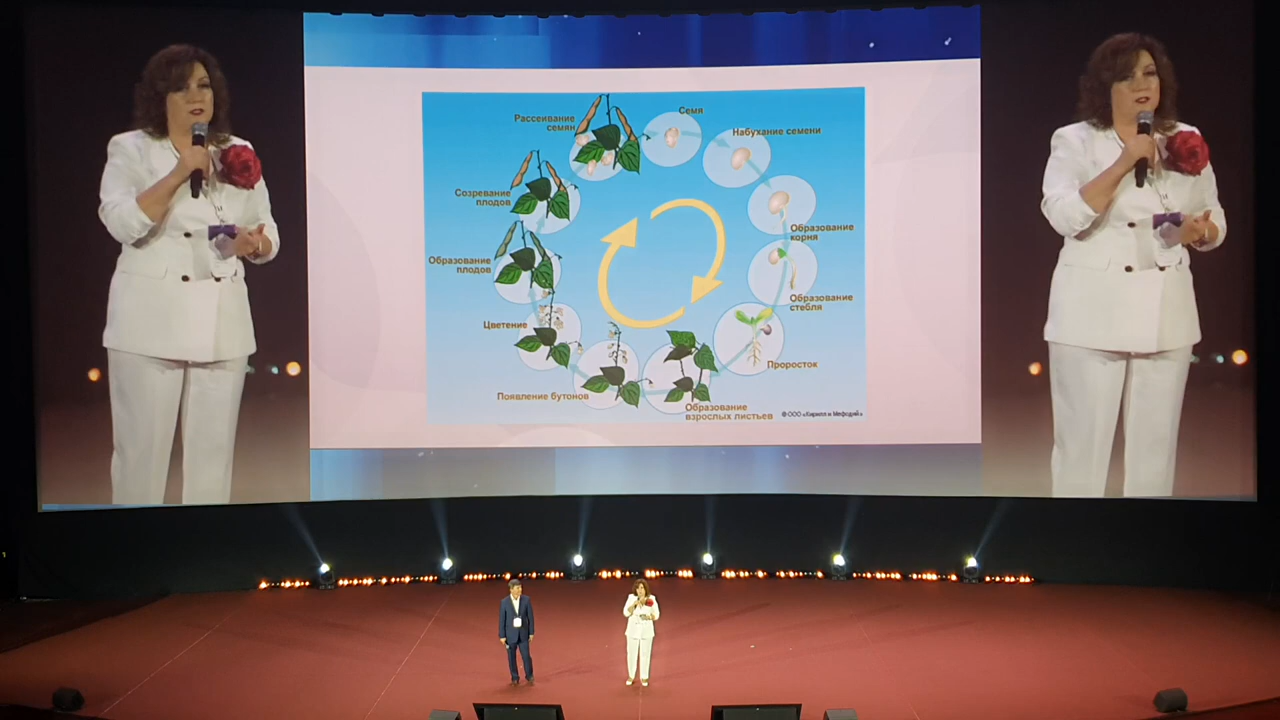 Семя
Набухание семени
Образование
корня
Образование
стебля
Проросток
Образование
взрослых листьев
Появление бутонов
Цветение
Образование
плодов
Созревание
плодов
Рассеивание
семян
© ООО «Кирилл и Мефодий»